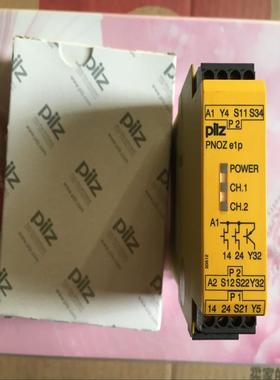 pilz
pilz
pilz
pilz
A1 Y4 S11 S34
P 2
pilz
PNOZ e1p
POWER
CH.1
CH.2
A1
14 24 Y32
P 2
A2 S12 S22 Y32
P 1
14 24 S21 Y5